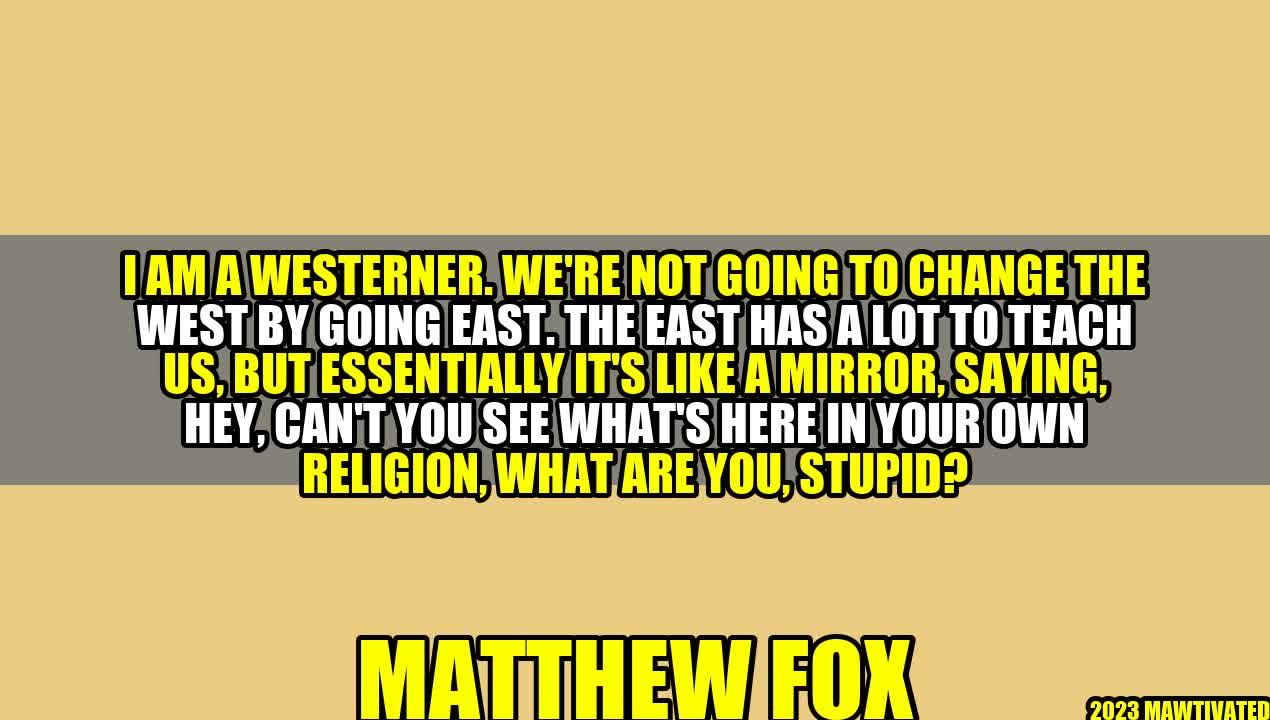 I AM A WESTERNER. WE'RE NOT GOING TO CHANGE THE
WEST BY GOING EAST. THE EAST HAS A LOT TO TEACH
US, BUT ESSENTIALLY IT'S LIKE A MIRROR, SAYING,
HEY, CAN'T YOU SEE WHAT'S HERE IN YOUR OWN
RELIGION, WHAT ARE YOU, STUPID?
MATTHEW FOX
2023 MAWTIVATED